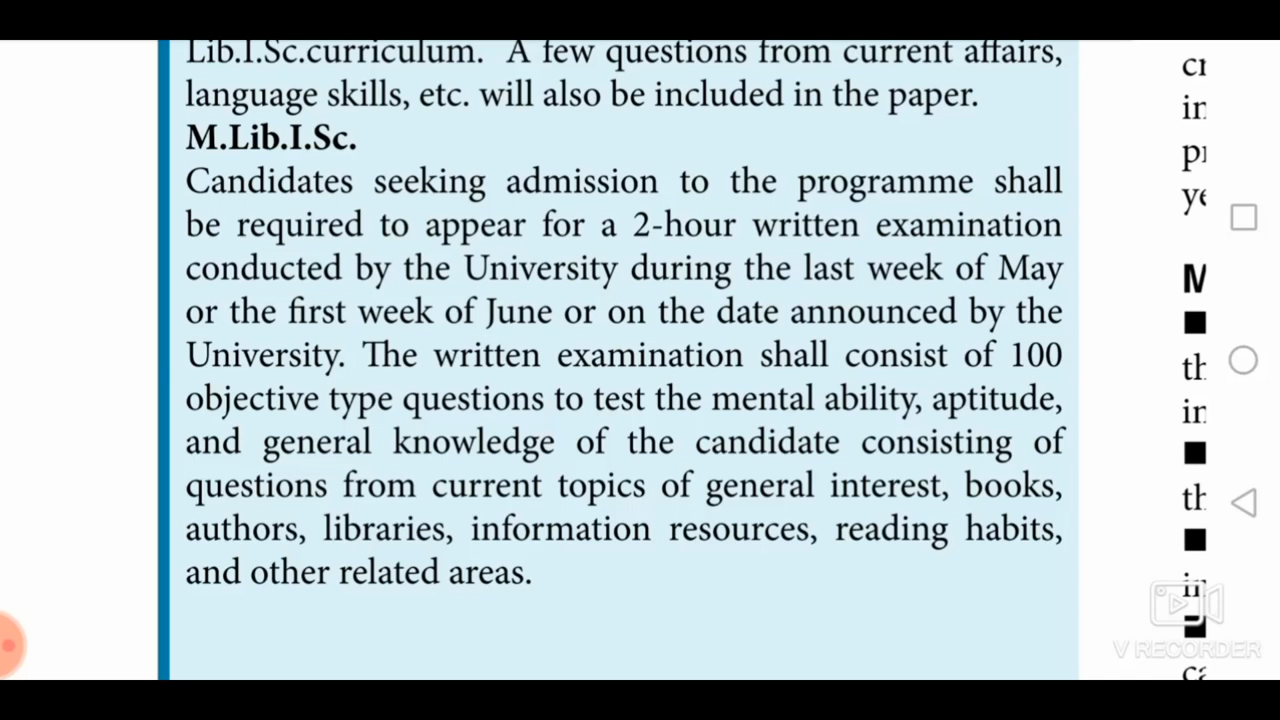 Lib.I.Sc.curriculum. A few questions from current affairs,
language skills, etc. will also be included in the paper.
M.Lib.I.Sc.
Candidates seeking admission to the programme shall
be required to appear for a 2-hour written examination
conducted by the University during the last week of May
or the first week of June or on the date announced by the
University. The written examination shall consist of 100
objective type questions to test the mental ability, aptitude,
and general knowledge of the candidate consisting of
questions from current topics of general interest, books,
authors, libraries, information resources, reading habits,
and other related areas.
V RECORDER